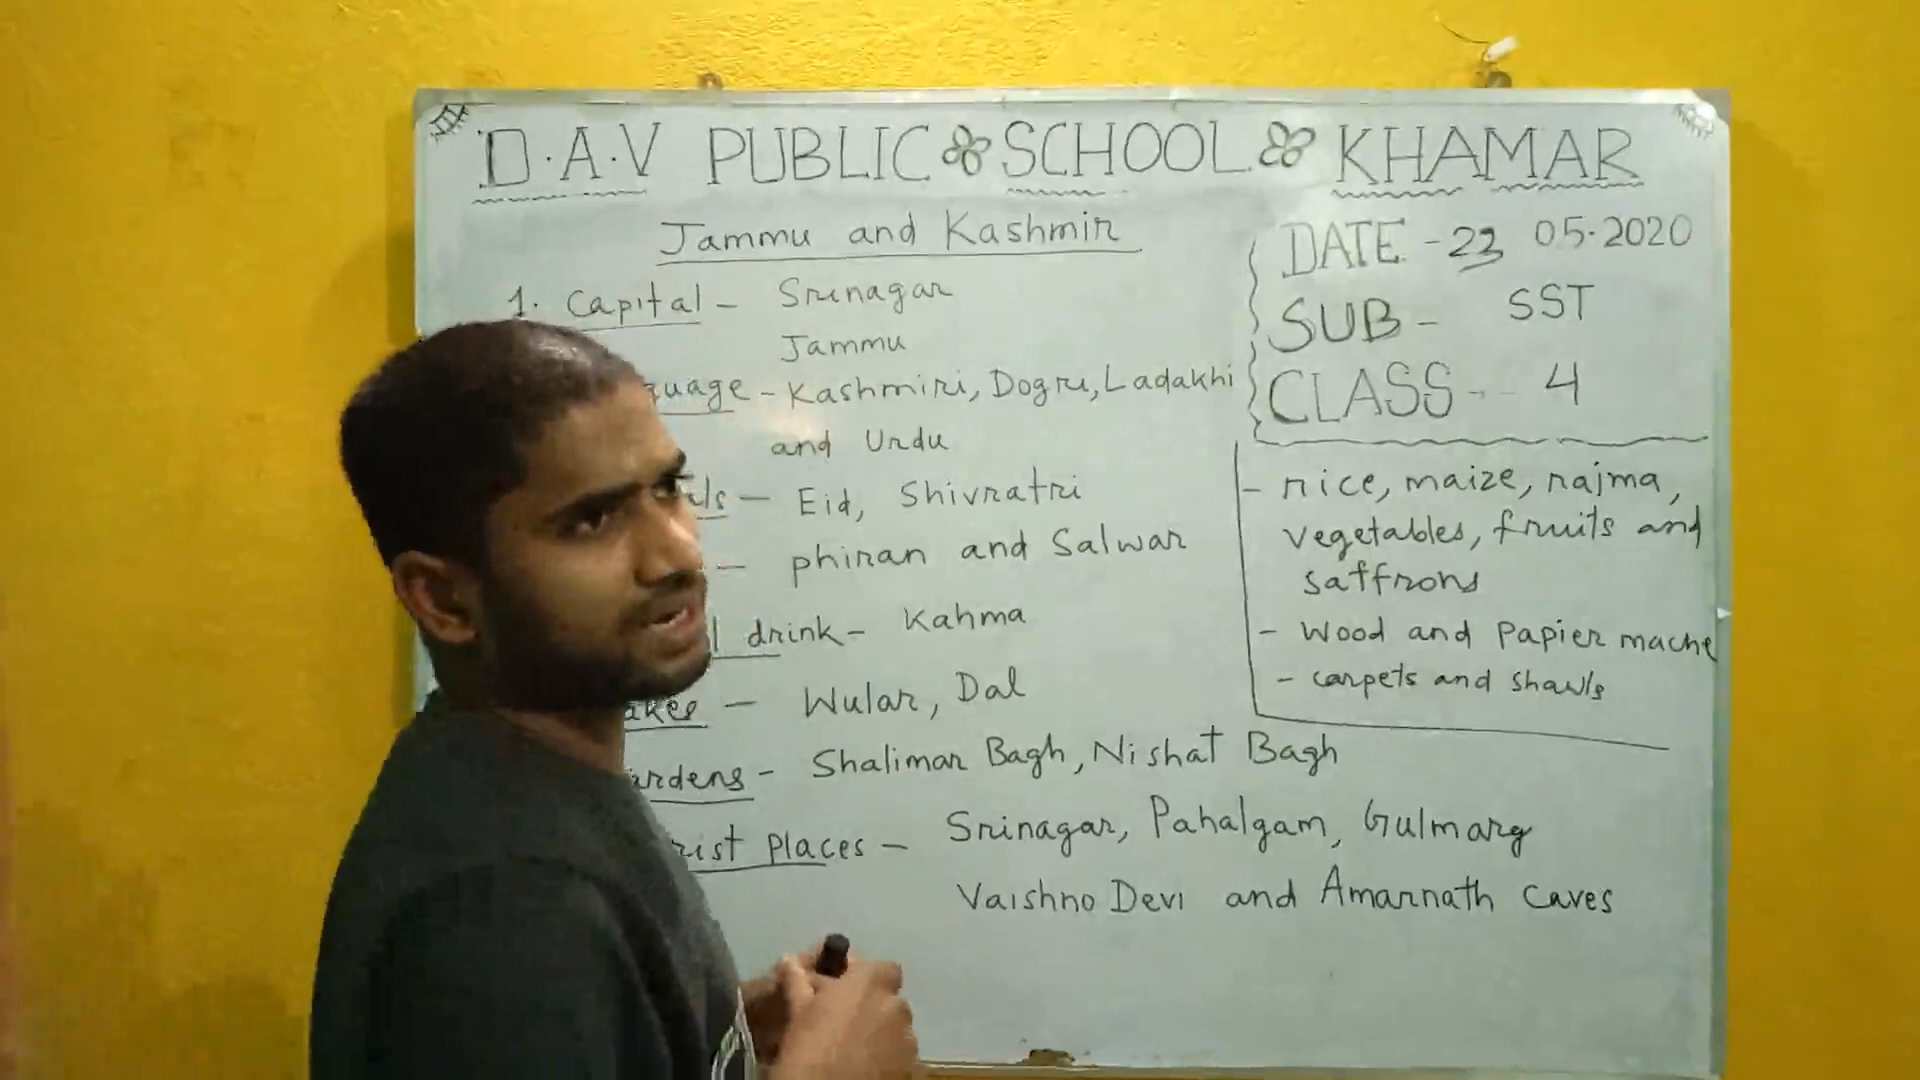 D.A.V PUBLIC SCHOOL KHAMAR
Jammu and Kashmir
1. Capital - Srinagar
Jammu
guage - Kashmiri, Dogri, Ladakhi
and Urdu
ls - Eid, Shivratri
- phiran and Salwar
l drink - Kahwa
akes - Wular, Dal
ardens - Shalimar Bagh, Nishat Bagh
rist places - Srinagar, Pahalgam, Gulmarg
Vaishno Devi and Amarnath caves
DATE - 23 05.2020
SUB - SST
CLASS - 4
- rice, maize, rajma,
vegetables, fruits and
saffrons
- wood and papier mache
- carpets and shawls